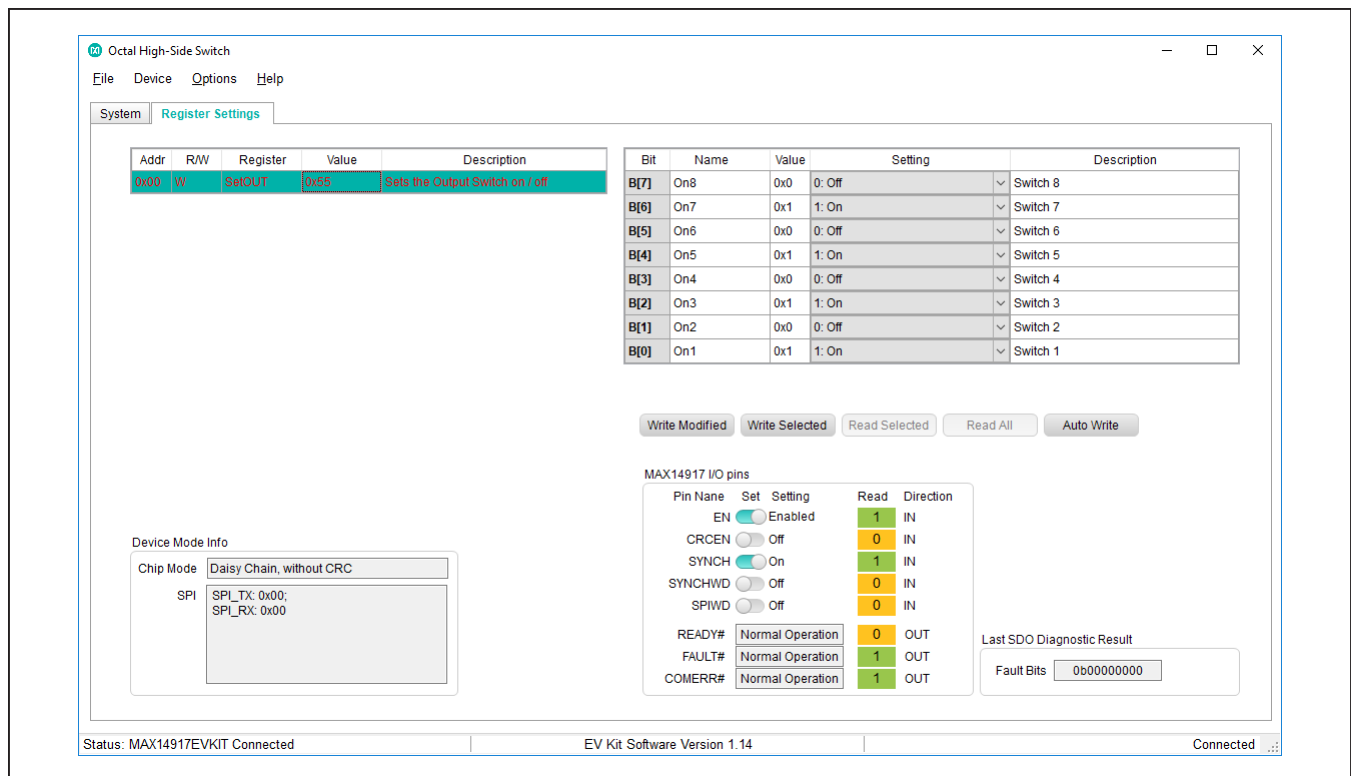 Octal High-Side Switch
File Device Options Help
System Register Settings
Addr R/W Register Value Description
0x00 W SetOUT 0x55 Sets the Output Switch on / off
Bit Name Value Setting Description
B[7] On8 0x0 0: Off Switch 8
B[6] On7 0x1 1: On Switch 7
B[5] On6 0x0 0: Off Switch 6
B[4] On5 0x1 1: On Switch 5
B[3] On4 0x0 0: Off Switch 4
B[2] On3 0x1 1: On Switch 3
B[1] On2 0x0 0: Off Switch 2
B[0] On1 0x1 1: On Switch 1
Write Modified Write Selected Read Selected Read All Auto Write
Device Mode Info
Chip Mode Daisy Chain, without CRC
SPI SPI_TX: 0x00;
SPI_RX: 0x00
MAX14917 I/O pins
Pin Nane Set Setting Read Direction
EN Enabled 1 IN
CRCEN Off 0 IN
SYNCH On 1 IN
SYNCHWD Off 0 IN
SPIWD Off 0 IN
READY# Normal Operation 0 OUT
FAULT# Normal Operation 1 OUT
COMERR# Normal Operation 1 OUT
Last SDO Diagnostic Result
Fault Bits 0b00000000
Status: MAX14917EVKIT Connected EV Kit Software Version 1.14 Connected